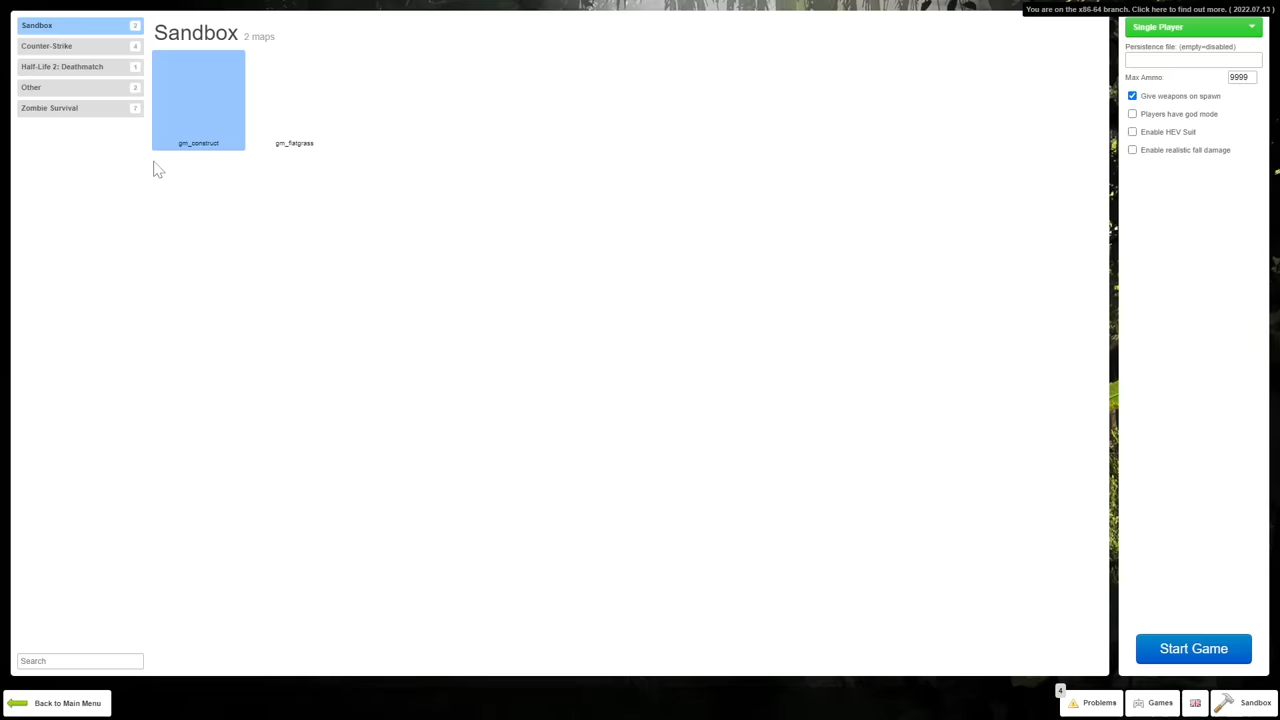 You are on the x86-64 branch. Click here to find out more. ( 2022.07.13 )
Sandbox 2
Counter-Strike 4
Half-Life 2: Deathmatch 1
Other 2
Zombie Survival 7
Search
Sandbox 2 maps
gm_construct
gm_flatgrass
Single Player
Persistence file: (empty=disabled)
Max Ammo: 9999
Give weapons on spawn
Players have god mode
Enable HEV Suit
Enable realistic fall damage
Start Game
Back to Main Menu
4
Problems
Games
Sandbox